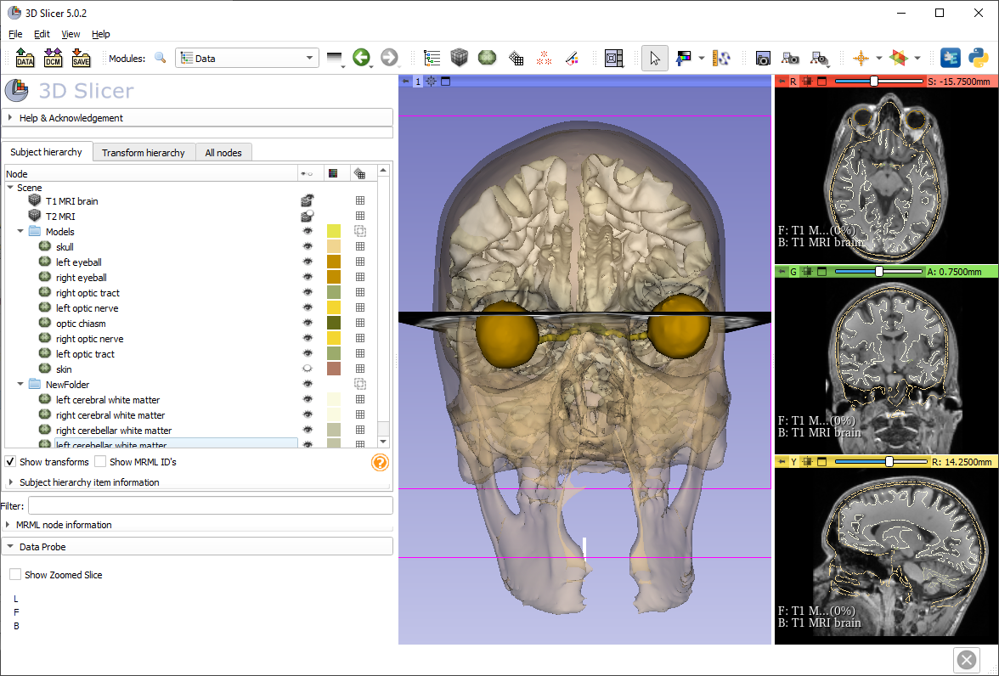 3D Slicer 5.0.2
File Edit View Help
DATA DCM SAVE Modules: Data
1
R S: -15.7500mm
3D Slicer
Help & Acknowledgement
Subject hierarchy Transform hierarchy All nodes
Node
Scene
T1 MRI brain
T2 MRI
Models
skull
left eyeball
right eyeball
right optic tract
left optic nerve
optic chiasm
right optic nerve
left optic tract
skin
NewFolder
left cerebral white matter
right cerebral white matter
right cerebellar white matter
left cerebellar white matter
Show transforms Show MRML ID's
?
Subject hierarchy item information
Filter:
MRML node information
Data Probe
Show Zoomed Slice
L
F
B
F: T1 M...(0%)
B: T1 MRI brain
G A: 0.7500mm
F: T1 M...(0%)
B: T1 MRI brain
Y R: 14.2500mm
F: T1 M...(0%)
B: T1 MRI brain